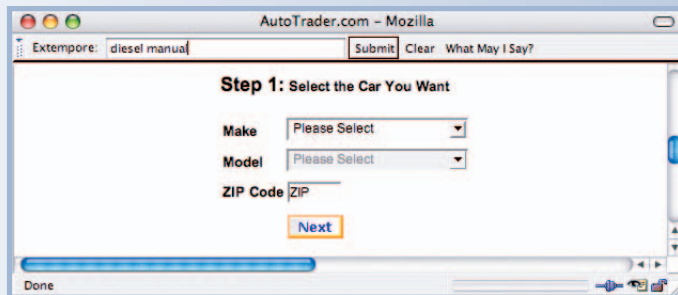 AutoTrader.com – Mozilla
Extempore: diesel manual Submit Clear What May I Say?
Step 1: Select the Car You Want
Make Please Select
Model Please Select
ZIP Code ZIP
Next
Done